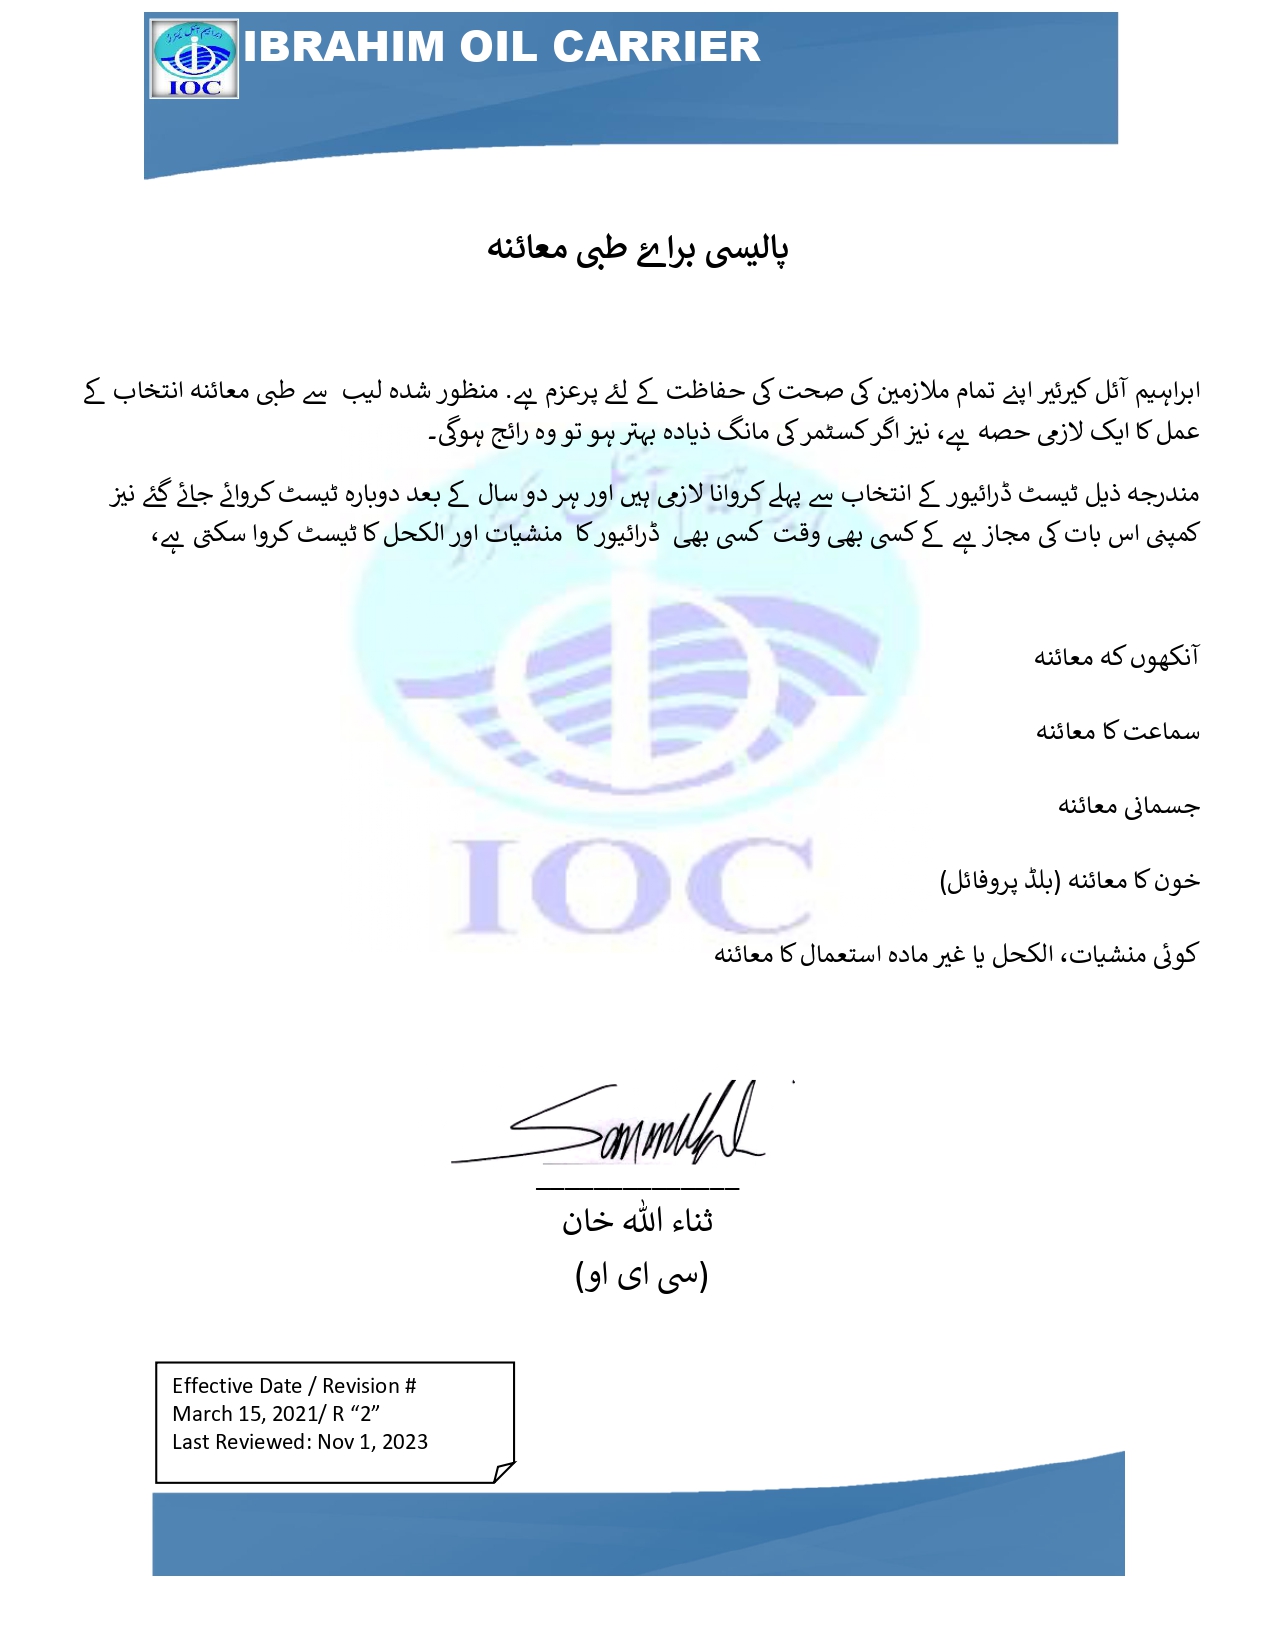 IBRAHIM OIL CARRIER
IOC
پالیسی براۓ طبی معائنہ
ابراہیم آئل کیرئیر اپنے تمام ملازمین کی صحت کی حفاظت کے لئے پرعزم ہے. منظور شدہ لیب سے طبی معائنہ انتخاب کے
عمل کا ایک لازمی حصہ ہے، نیز اگر کسٹمر کی مانگ ذیادہ بہتر ہو تو وہ رائج ہوگی۔
مندرجہ ذیل ٹیسٹ ڈرائیور کے انتخاب سے پہلے کروانا لازمی ہیں اور ہر دو سال کے بعد دوبارہ ٹیسٹ کروائے جائے گئے نیز
کمپنی اس بات کی مجاز ہے کے کسی بھی وقت کسی بھی ڈرائیور کا منشیات اور الکحل کا ٹیسٹ کروا سکتی ہے،
آنکھوں کہ معائنہ
سماعت کا معائنہ
جسمانی معائنہ
IOC
خون کا معائنہ (بلڈ پروفائل)
کوئی منشیات، الکحل یا غیر مادہ استعمال کا معائنہ
ثناء اللہ خان
(سی ای او)
Effective Date / Revision #
March 15, 2021/ R “2”
Last Reviewed: Nov 1, 2023